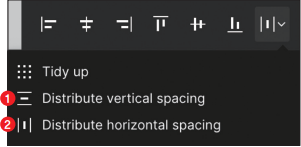 Tidy up
1 Distribute vertical spacing
2 Distribute horizontal spacing